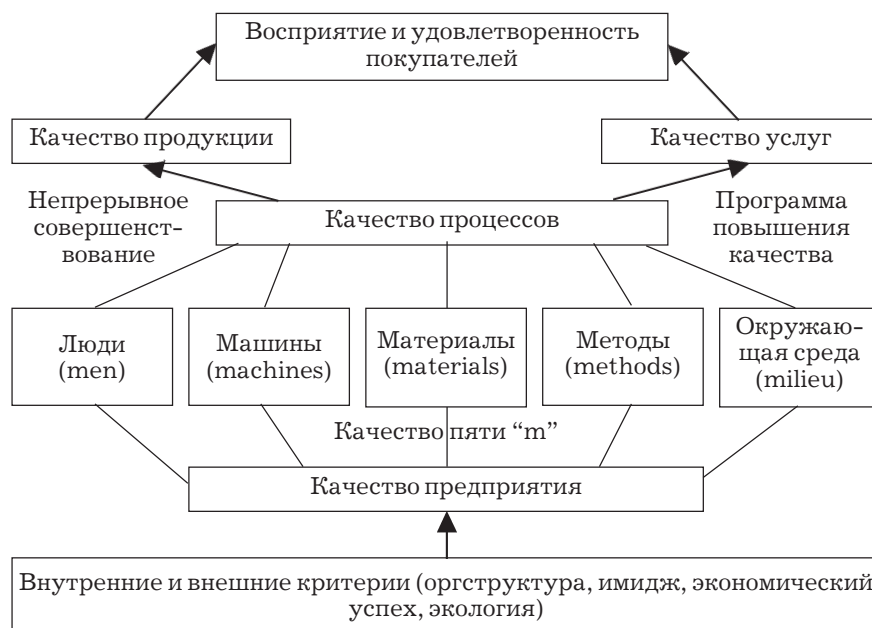 Восприятие и удовлетворенность
покупателей
Качество продукции
Качество услуг
Непрерывное
совершенст-
вование
Качество процессов
Программа
повышения
качества
Люди
(men)
Машины
(machines)
Материалы
(materials)
Методы
(methods)
Окружаю-
щая среда
(milieu)
Качество пяти “m”
Качество предприятия
Внутренние и внешние критерии (оргструктура, имидж, экономический
успех, экология)